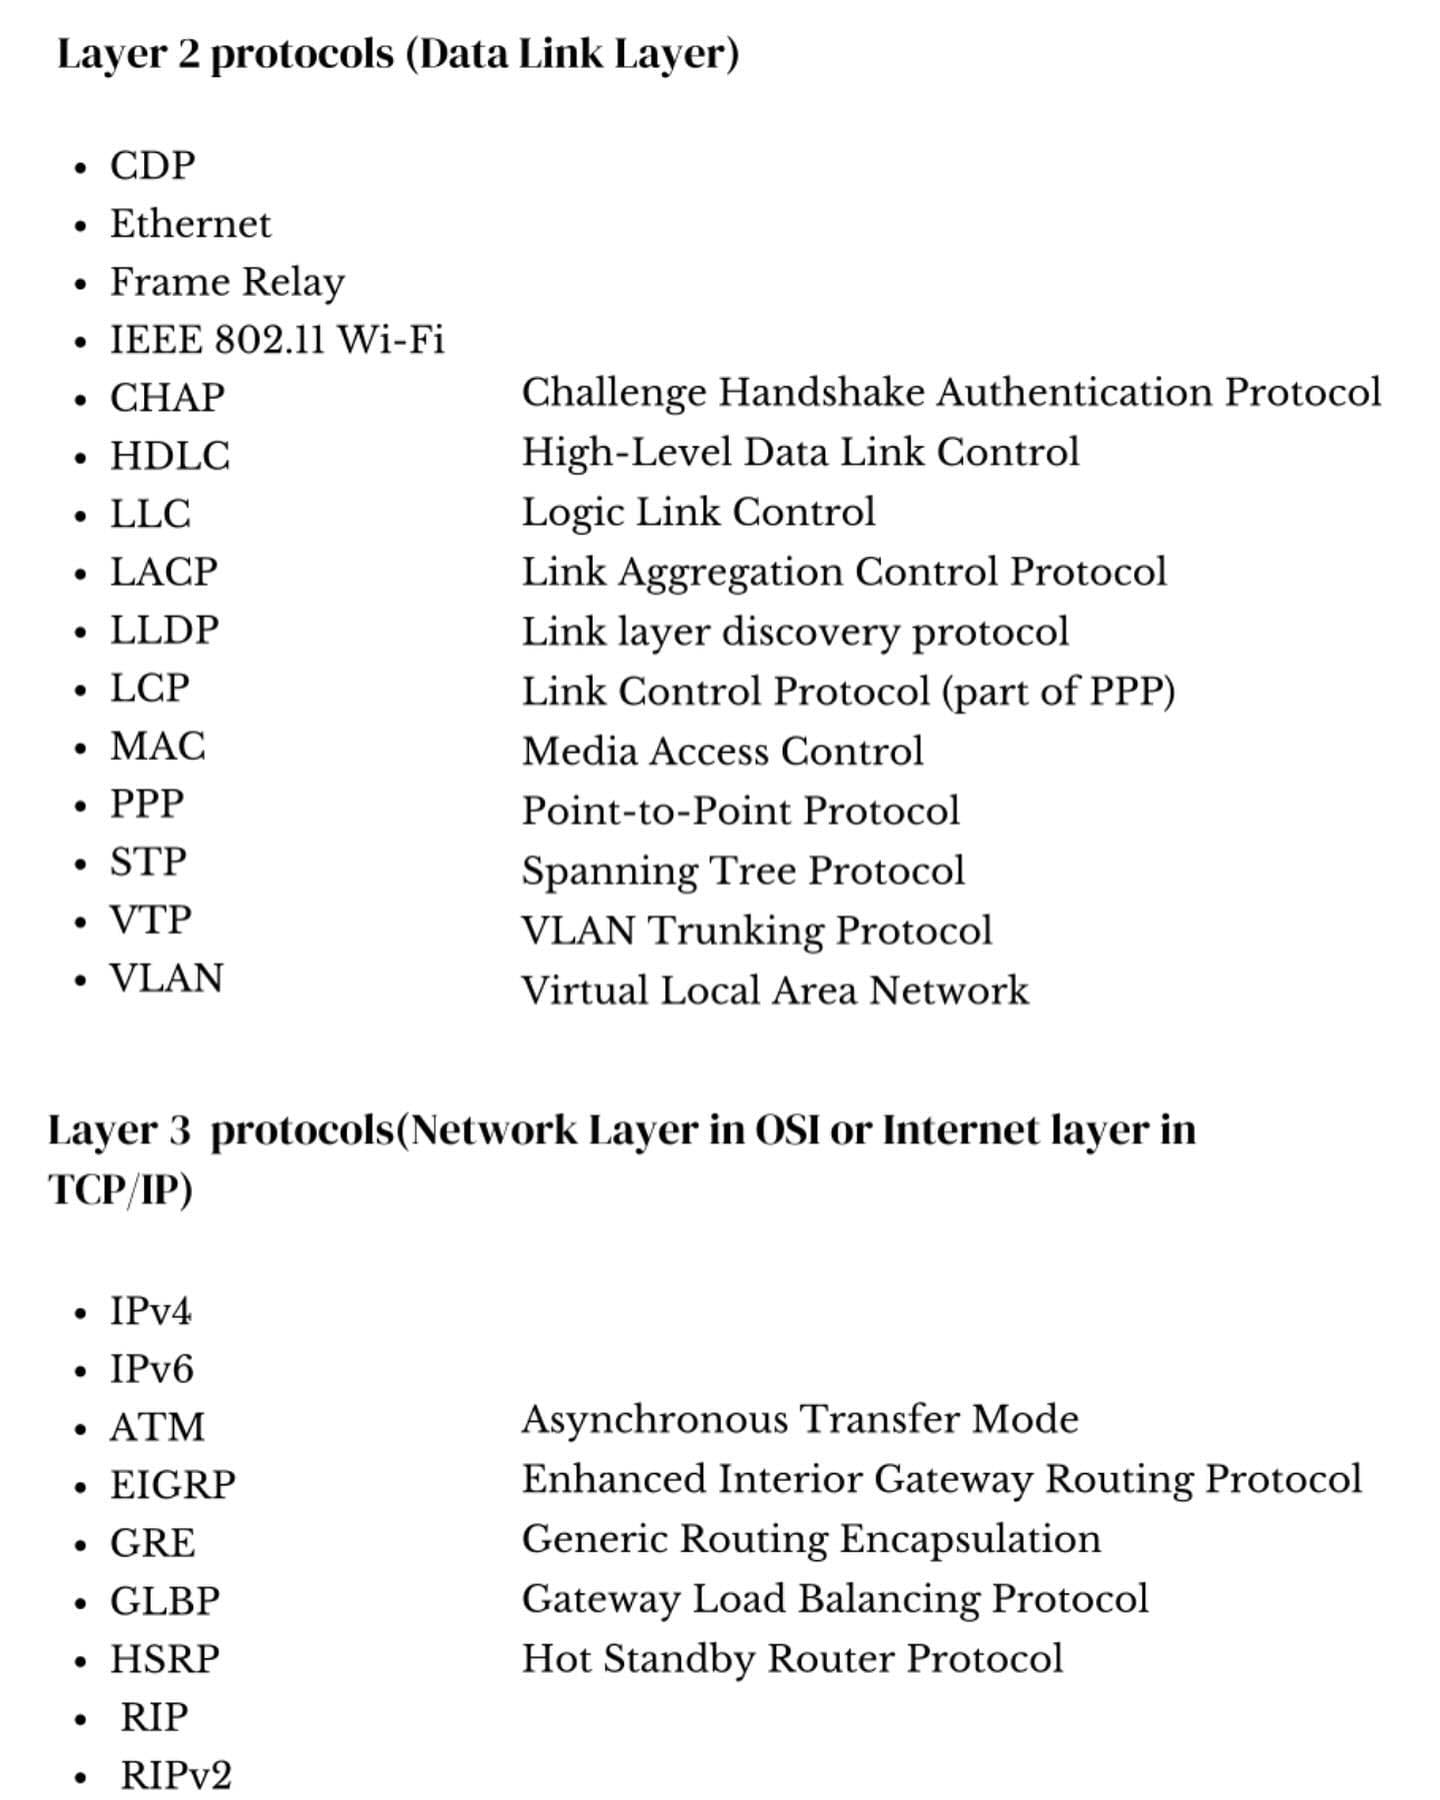 Layer 2 protocols (Data Link Layer)
• CDP
• Ethernet
• Frame Relay
• IEEE 802.11 Wi-Fi
• CHAP Challenge Handshake Authentication Protocol
• HDLC High-Level Data Link Control
• LLC Logic Link Control
• LACP Link Aggregation Control Protocol
• LLDP Link layer discovery protocol
• LCP Link Control Protocol (part of PPP)
• MAC Media Access Control
• PPP Point-to-Point Protocol
• STP Spanning Tree Protocol
• VTP VLAN Trunking Protocol
• VLAN Virtual Local Area Network
Layer 3 protocols(Network Layer in OSI or Internet layer in
TCP/IP)
• IPv4
• IPv6
• ATM Asynchronous Transfer Mode
• EIGRP Enhanced Interior Gateway Routing Protocol
• GRE Generic Routing Encapsulation
• GLBP Gateway Load Balancing Protocol
• HSRP Hot Standby Router Protocol
• RIP
• RIPv2